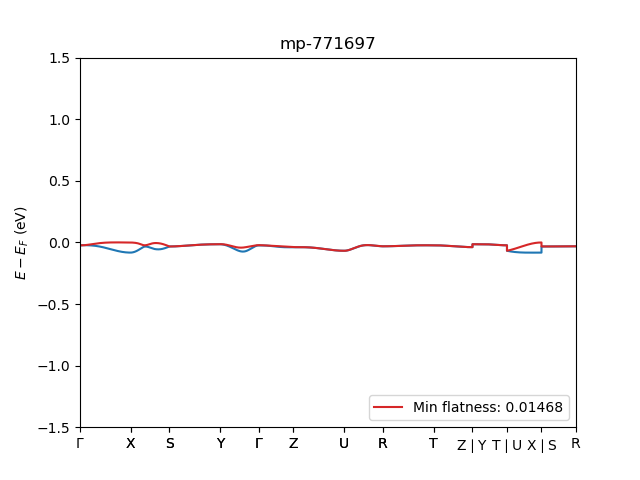 mp-771697
E − E_F (eV)
1.5
1.0
0.5
0.0
−0.5
−1.0
−1.5
Min flatness: 0.01468
Γ X S Y Γ Z U R T Z | Y T | U X | S R